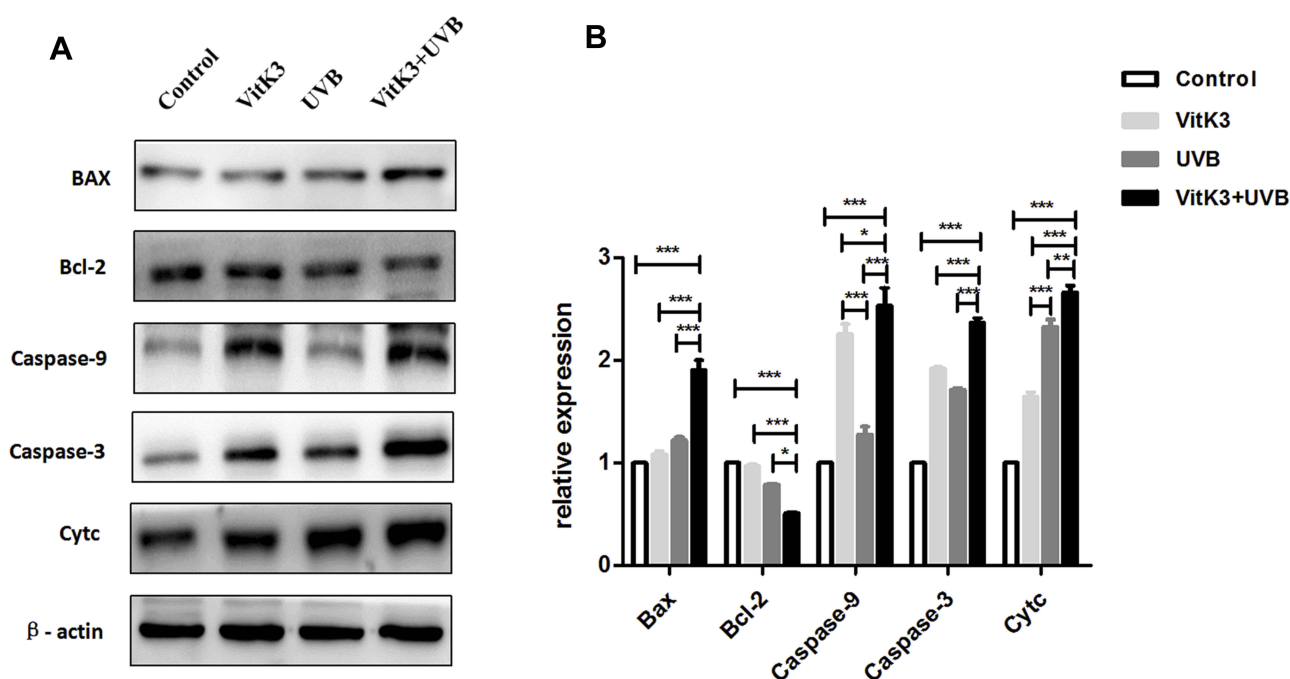 A
Control
VitK3
UVB
VitK3+UVB
BAX
Bcl-2
Caspase-9
Caspase-3
Cytc
β - actin
B
Control
VitK3
UVB
VitK3+UVB
relative expression
3
2
1
0
***
***
***
***
***
*
***
*
***
***
***
***
***
***
***
**
***
Bax
Bcl-2
Caspase-9
Caspase-3
Cytc